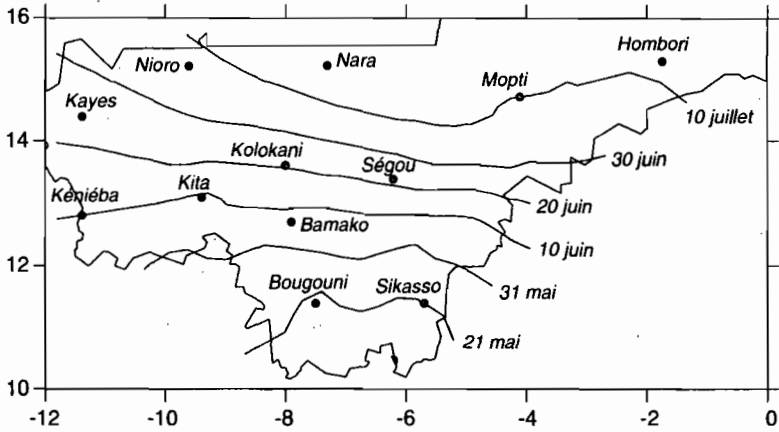 16
Hombori
Nioro
Nara
Mopti
Kayes
10 juillet
14
Kolokani
Ségou
30 juin
Kéniéba
Kita
20 juin
Bamako
10 juin
12
Bougouni
Sikasso
31 mai
21 mai
10
-12
-10
-8
-6
-4
-2
0